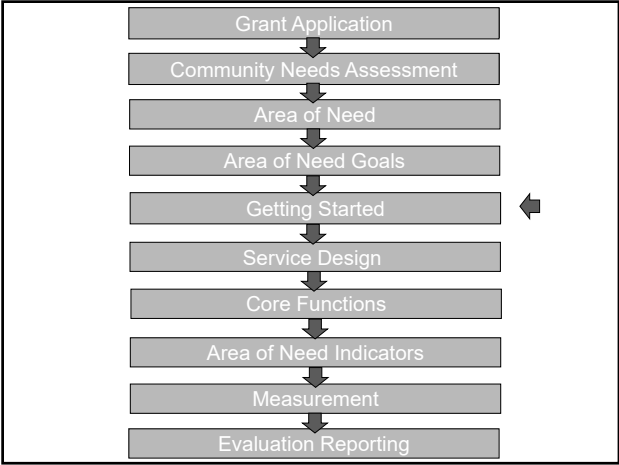 Grant Application
Community Needs Assessment
Area of Need
Area of Need Goals
Getting Started
Service Design
Core Functions
Area of Need Indicators
Measurement
Evaluation Reporting